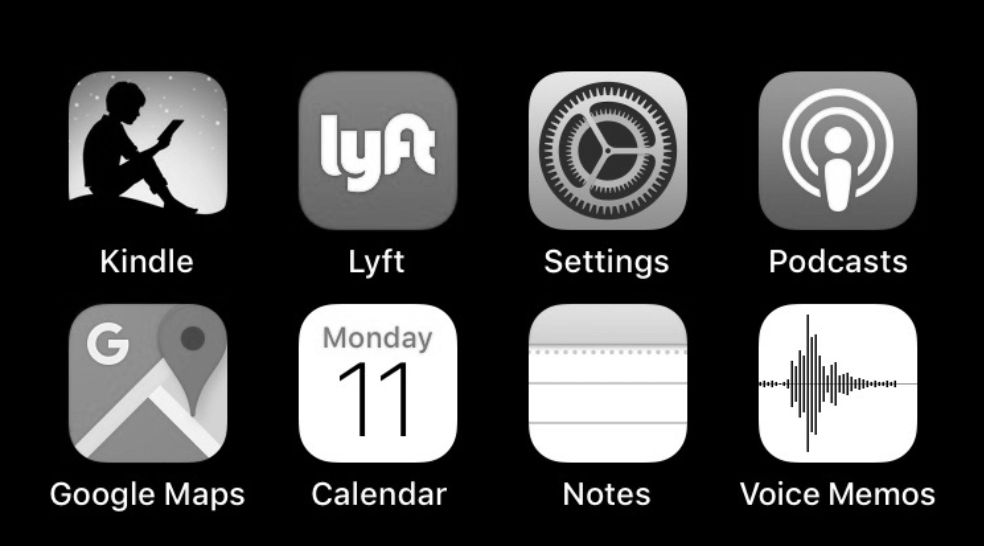 lyft
Kindle
Lyft
Settings
Podcasts
G
Monday
11
Google Maps
Calendar
Notes
Voice Memos